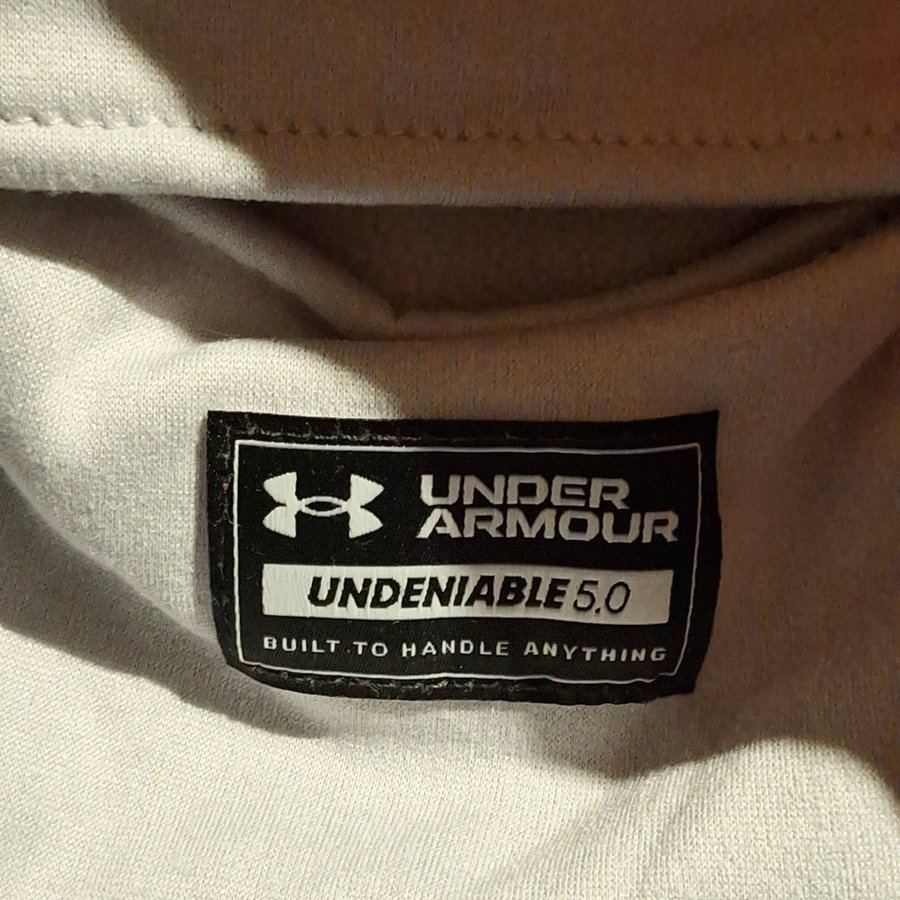 UNDER
ARMOUR
UNDENIABLE 5.0
BUILT TO HANDLE ANYTHING